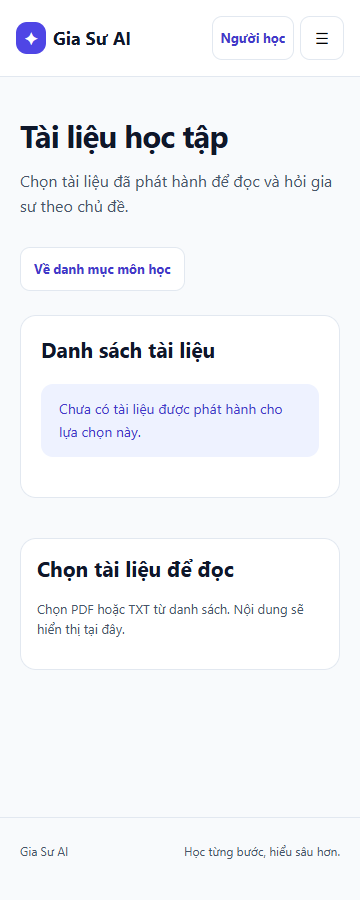 Gia Sư AI
Người học
Tài liệu học tập
Chọn tài liệu đã phát hành để đọc và hỏi gia
sư theo chủ đề.
Về danh mục môn học
Danh sách tài liệu
Chưa có tài liệu được phát hành cho
lựa chọn này.
Chọn tài liệu để đọc
Chọn PDF hoặc TXT từ danh sách. Nội dung sẽ
hiển thị tại đây.
Gia Sư AI
Học từng bước, hiểu sâu hơn.